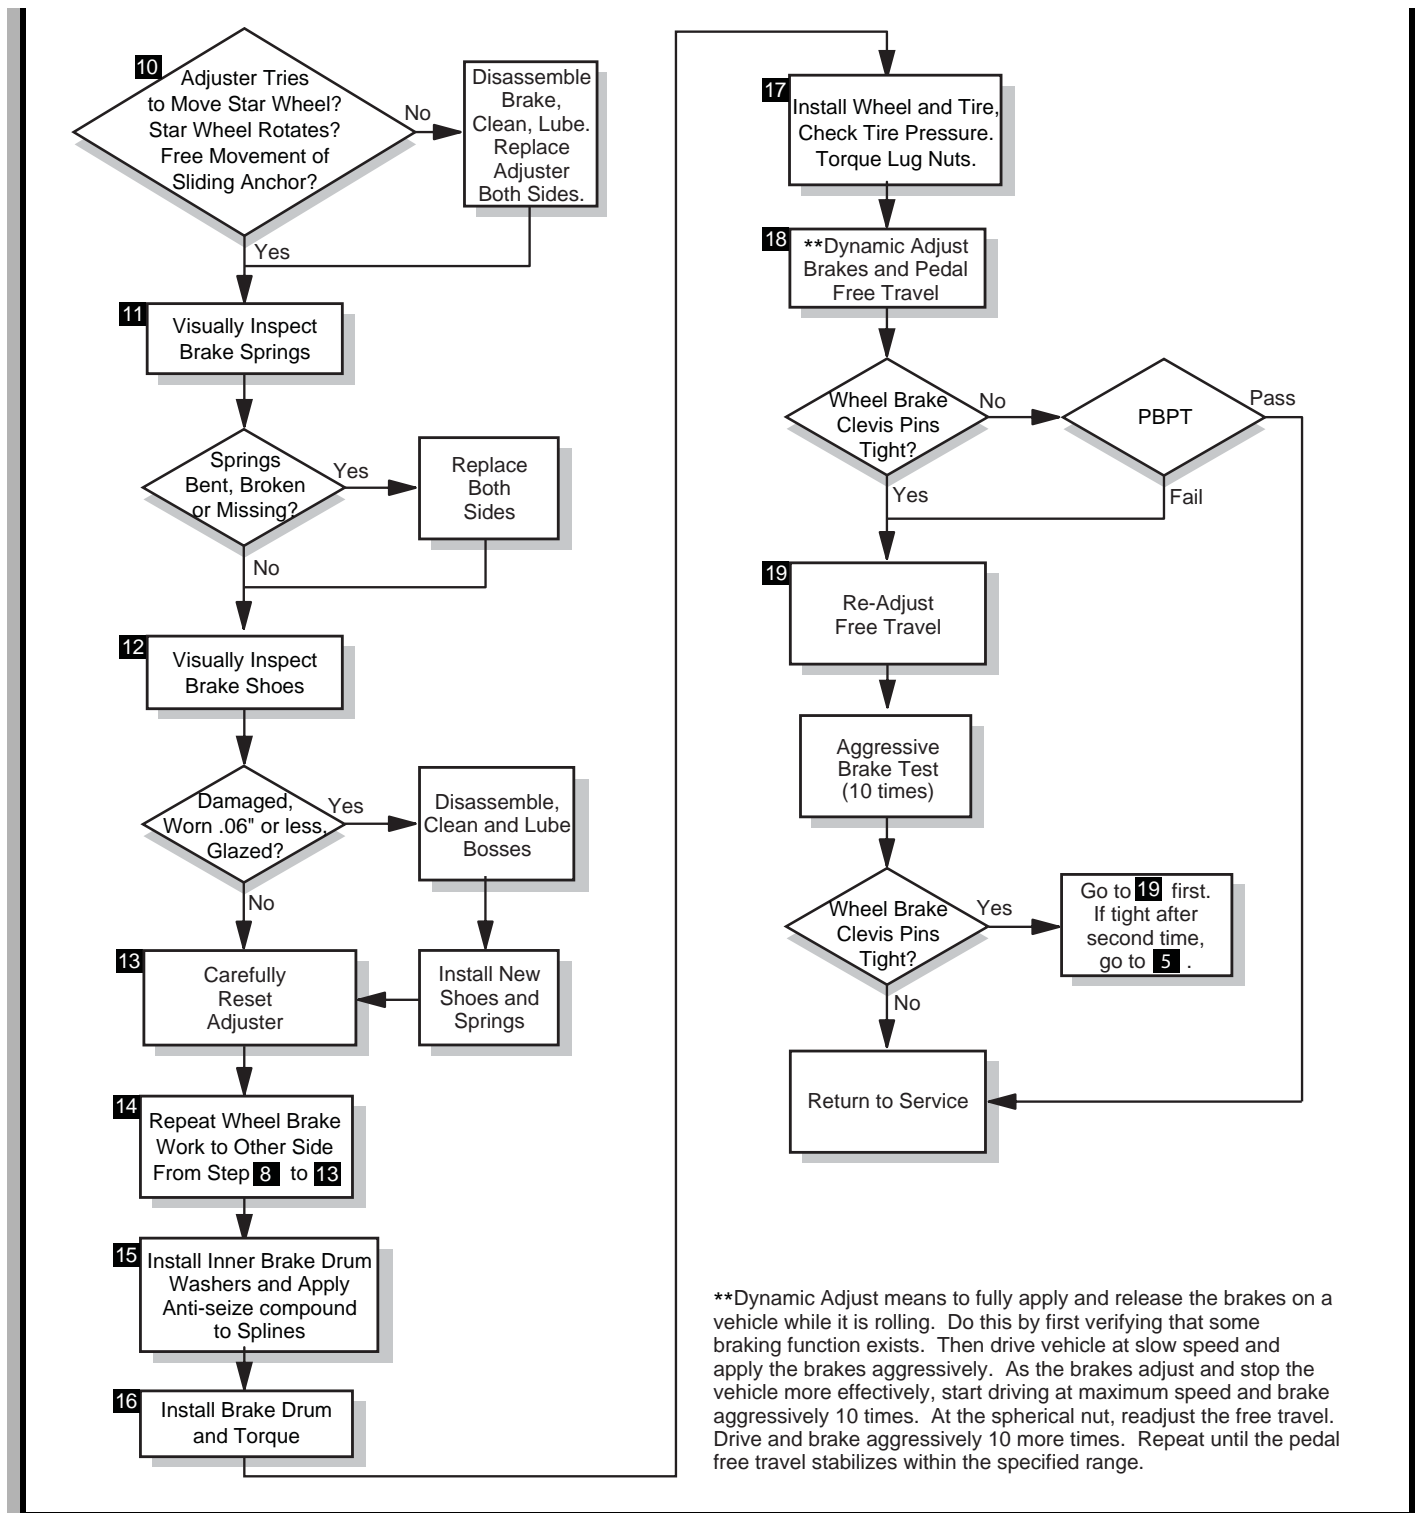 10
Adjuster Tries
to Move Star Wheel?
Star Wheel Rotates?
Free Movement of
Sliding Anchor?
No
Disassemble
Brake,
Clean, Lube.
Replace
Adjuster
Both Sides.
Yes
11
Visually Inspect
Brake Springs
Springs
Bent, Broken
or Missing?
Yes
Replace
Both
Sides
No
12
Visually Inspect
Brake Shoes
Damaged,
Worn .06" or less,
Glazed?
Yes
Disassemble,
Clean and Lube
Bosses
No
Install New
Shoes and
Springs
13
Carefully
Reset
Adjuster
14
Repeat Wheel Brake
Work to Other Side
From Step 8 to 13
15
Install Inner Brake Drum
Washers and Apply
Anti-seize compound
to Splines
16
Install Brake Drum
and Torque
17
Install Wheel and Tire,
Check Tire Pressure.
Torque Lug Nuts.
18
**Dynamic Adjust
Brakes and Pedal
Free Travel
Wheel Brake
Clevis Pins
Tight?
No
PBPT
Pass
Yes
Fail
19
Re-Adjust
Free Travel
Aggressive
Brake Test
(10 times)
Wheel Brake
Clevis Pins
Tight?
Yes
Go to 19 first.
If tight after
second time,
go to 5 .
No
Return to Service
**Dynamic Adjust means to fully apply and release the brakes on a
vehicle while it is rolling. Do this by first verifying that some
braking function exists. Then drive vehicle at slow speed and
apply the brakes aggressively. As the brakes adjust and stop the
vehicle more effectively, start driving at maximum speed and brake
aggressively 10 times. At the spherical nut, readjust the free travel.
Drive and brake aggressively 10 more times. Repeat until the pedal
free travel stabilizes within the specified range.